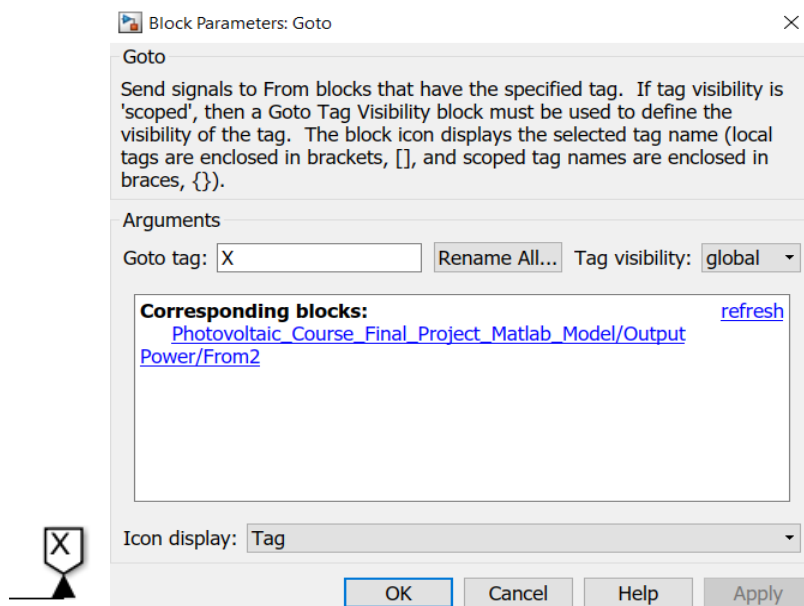 Block Parameters: Goto
Goto
Send signals to From blocks that have the specified tag.  If tag visibility is
'scoped', then a Goto Tag Visibility block must be used to define the
visibility of the tag.  The block icon displays the selected tag name (local
tags are enclosed in brackets, [], and scoped tag names are enclosed in
braces, {}).
Arguments
Goto tag: X Rename All... Tag visibility: global
Corresponding blocks: refresh
Photovoltaic_Course_Final_Project_Matlab_Model/Output
Power/From2
X
Icon display: Tag
OK Cancel Help Apply